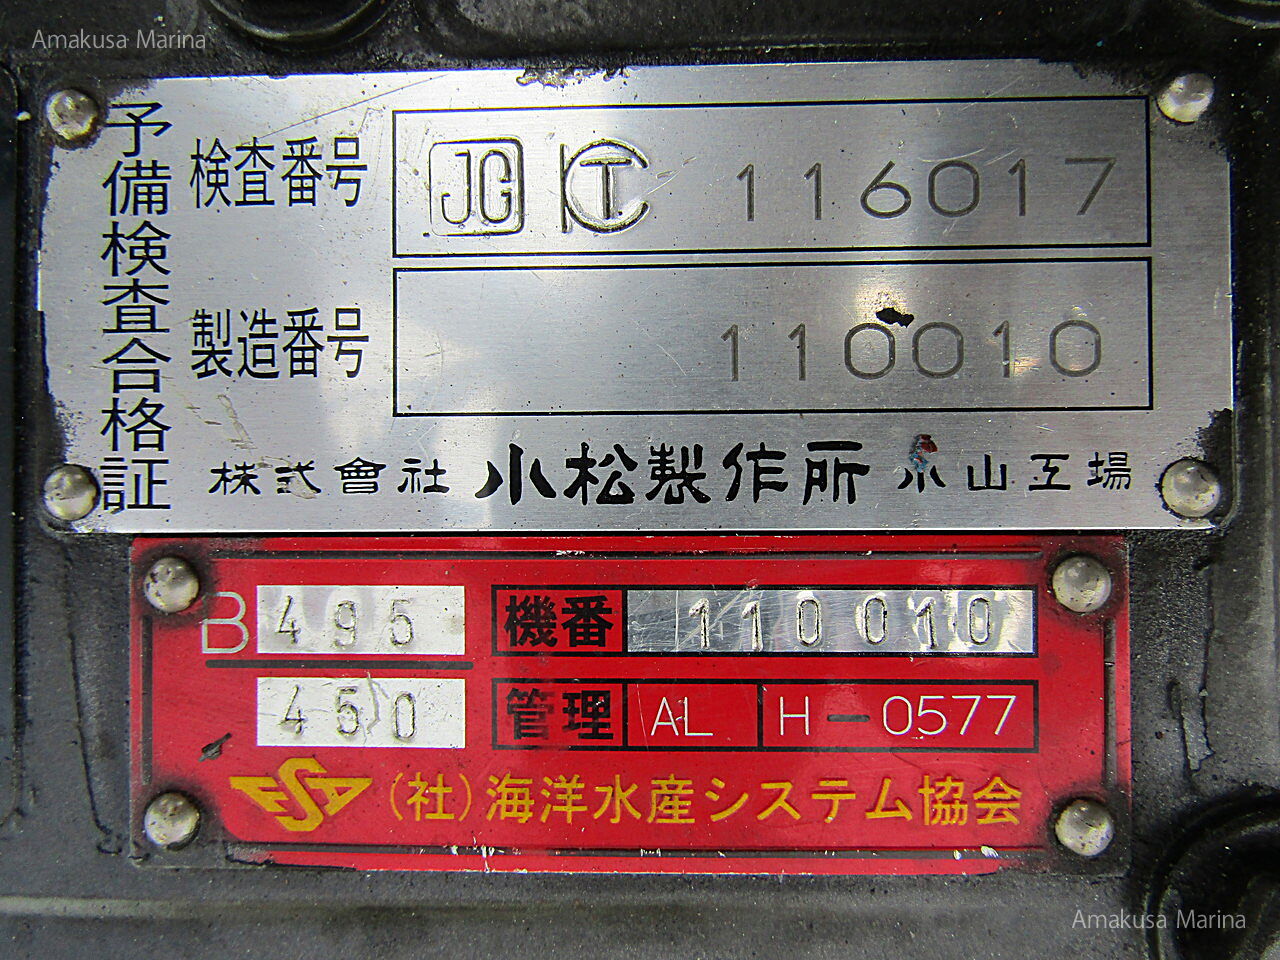 Amakusa Marina
予備検査合格証
検査番号 JG KTC 116017
製造番号 110010
株式會社 小松製作所 小山工場
B 495 機番 110010
450 管理 AL H-0577
FSA (社)海洋水産システム協会
Amakusa Marina